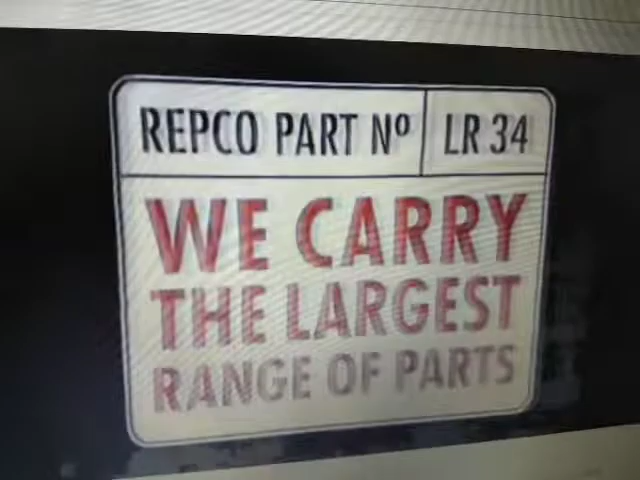 REPCO PART Nº LR 34
WE CARRY
THE LARGEST
RANGE OF PARTS